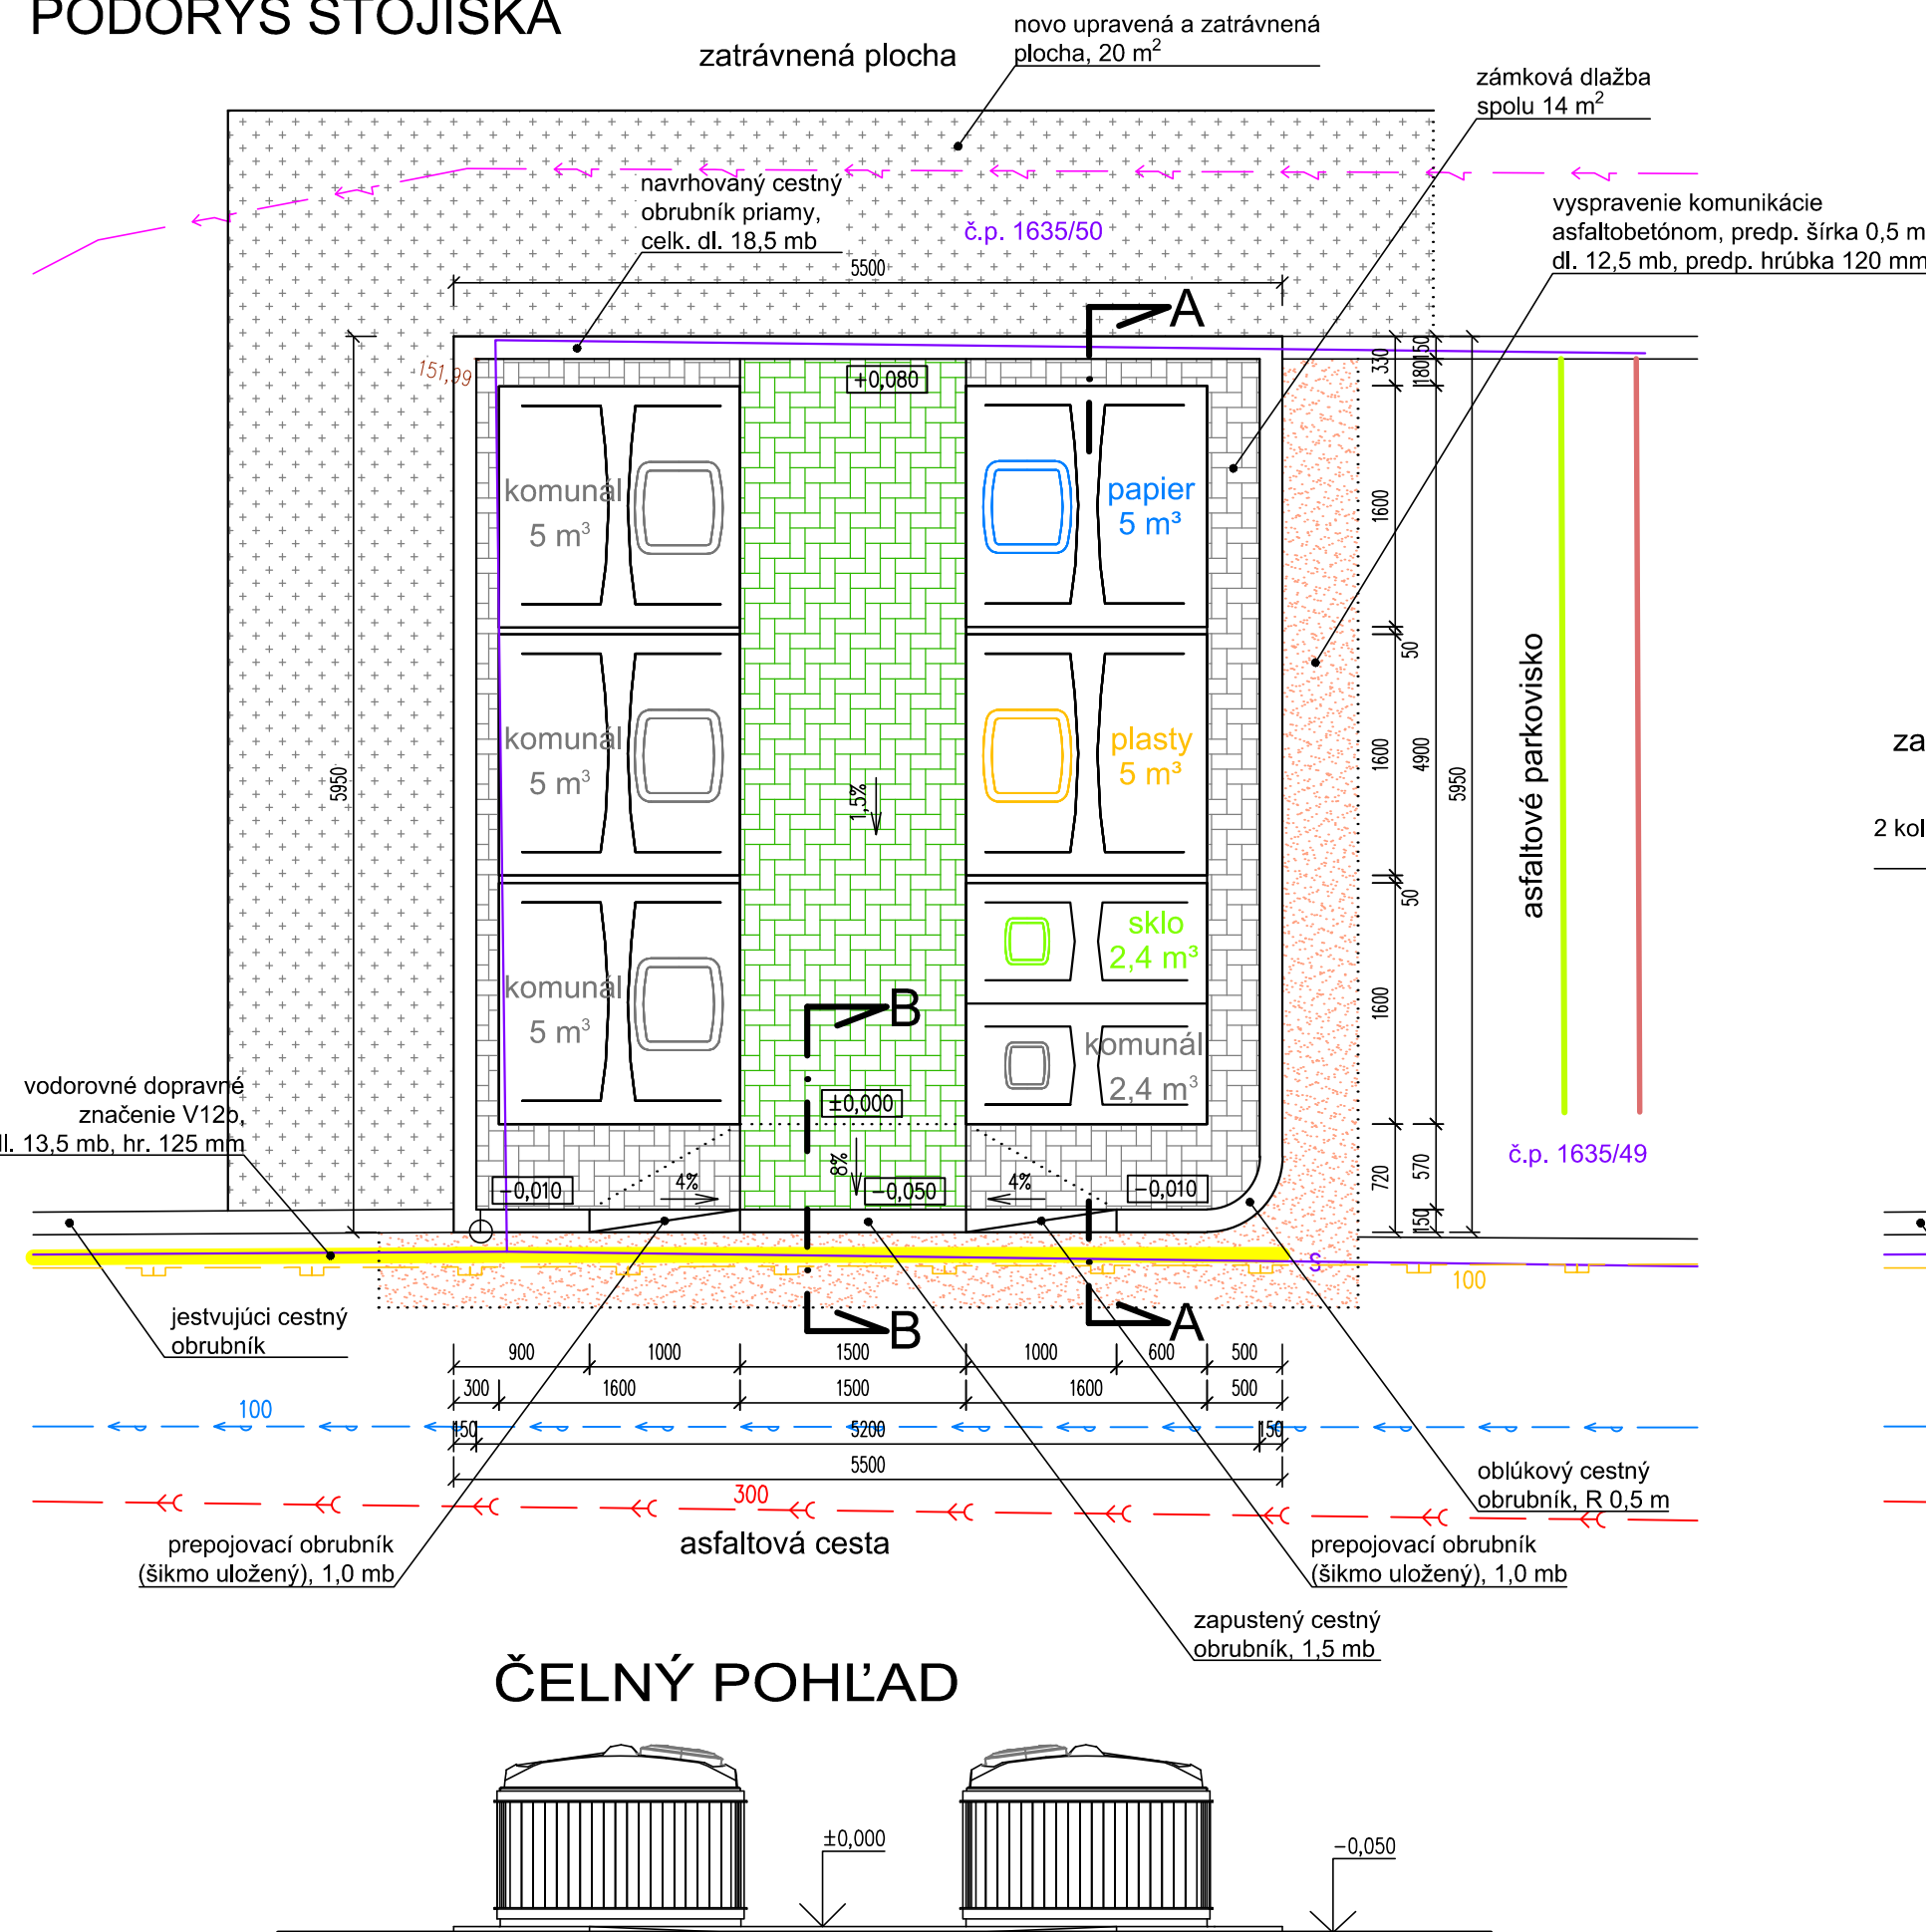 PODORYS STOJISKA
zatrávnená plocha
novo upravená a zatrávnená
plocha, 20 m²
zámková dlažba
spolu 14 m²
navrhovaný cestný
obrubník priamy,
celk. dl. 18,5 mb
č.p. 1635/50
vyspravenie komunikácie
asfaltobetónom, predp. šírka 0,5 m
dl. 12,5 mb, predp. hrúbka 120 mm
5500
A
151,99
+0,080
330
150
180
komunál
5 m³
papier
5 m³
1600
50
komunál
5 m³
plasty
5 m³
1,5%
5950
1600
4900
5950
asfaltové parkovisko
za
2 kol
50
komunál
5 m³
sklo
2,4 m³
B
1600
komunál
2,4 m³
±0,000
vodorovné dopravné
značenie V12b,
dl. 13,5 mb, hr. 125 mm
č.p. 1635/49
-0,010
4%
8%
-0,050
4%
-0,010
720
570
150
s
100
jestvujúci cestný
obrubník
B
A
900
1000
1500
1000
600
500
300
1600
1500
1600
500
100
150
5200
150
5500
300
asfaltová cesta
oblúkový cestný
obrubník, R 0,5 m
prepojovací obrubník
(šikmo uložený), 1,0 mb
prepojovací obrubník
(šikmo uložený), 1,0 mb
zapustený cestný
obrubník, 1,5 mb
ČELNÝ POHĽAD
±0,000
-0,050